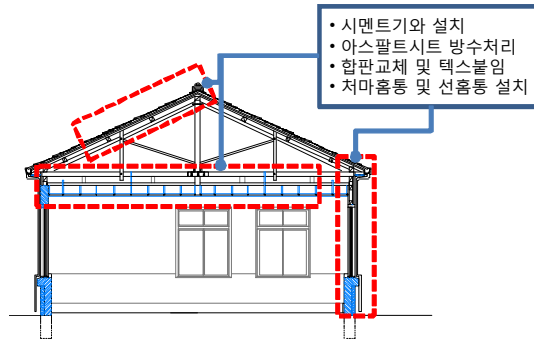 • 시멘트기와 설치
• 아스팔트시트 방수처리
• 합판교체 및 텍스붙임
• 처마홈통 및 선홈통 설치